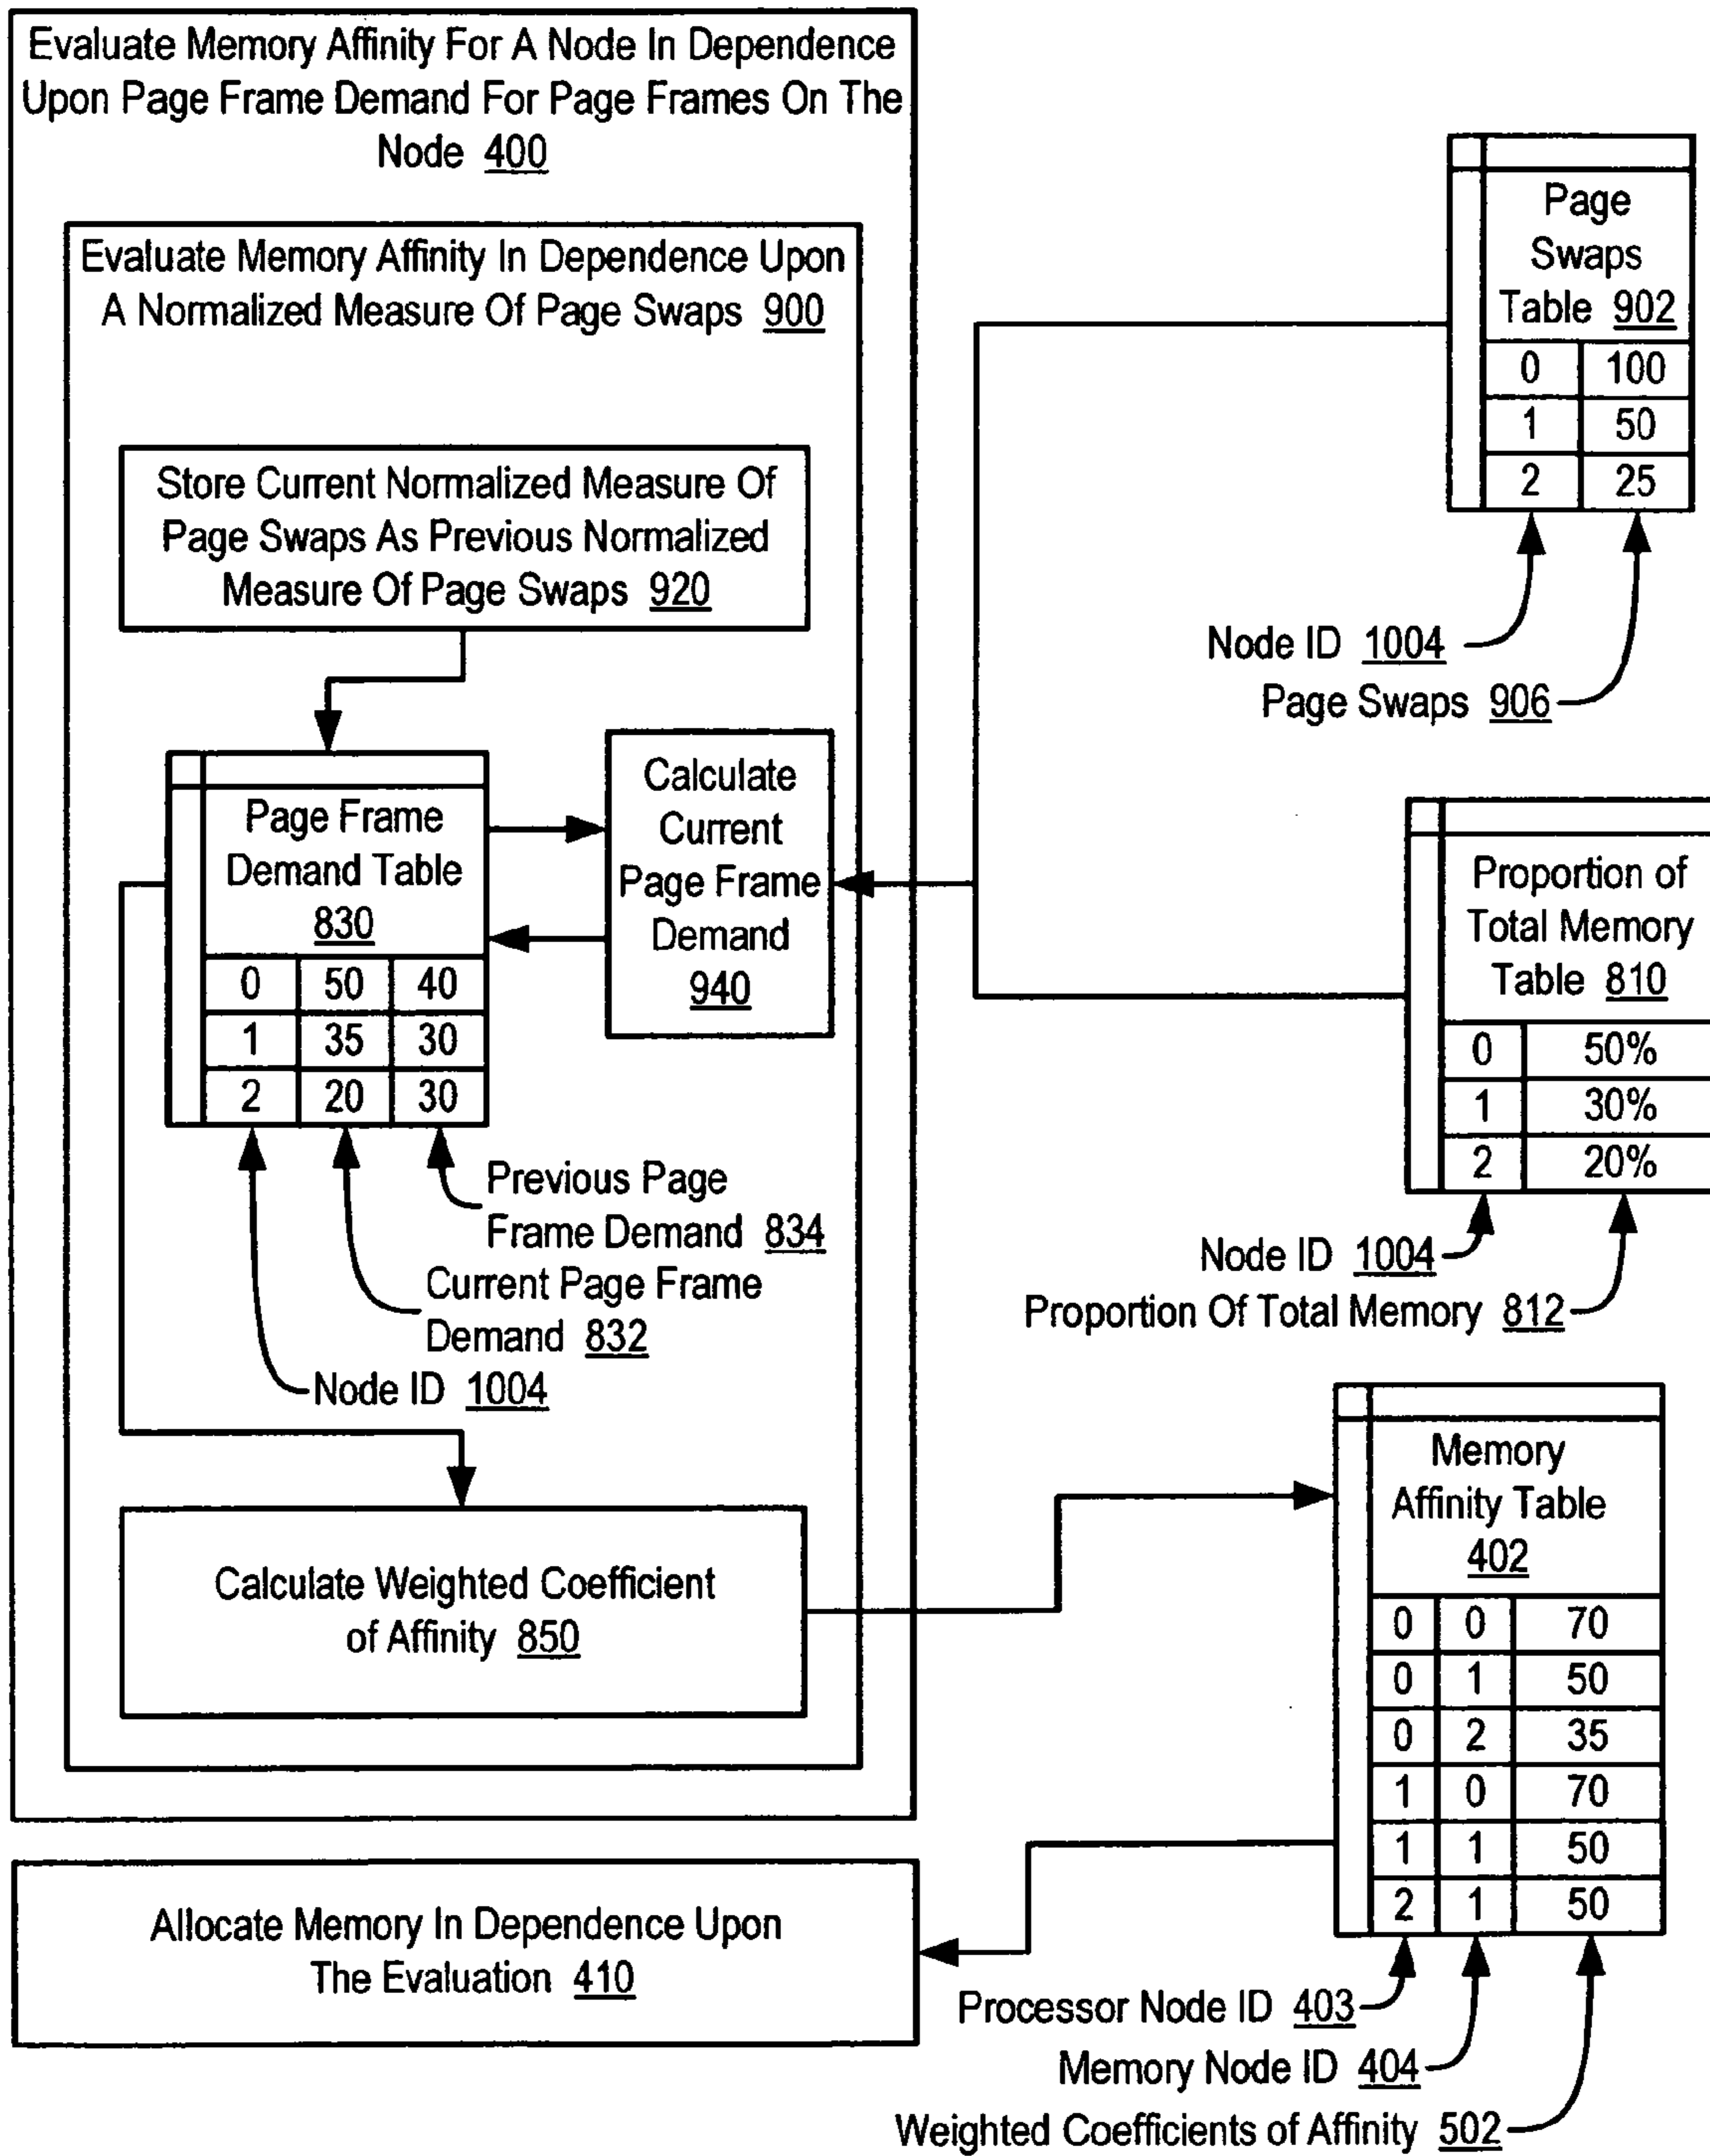 Evaluate Memory Affinity For A Node In Dependence
Upon Page Frame Demand For Page Frames On The
Node 400
Evaluate Memory Affinity In Dependence Upon
A Normalized Measure Of Page Swaps 900
Store Current Normalized Measure Of
Page Swaps As Previous Normalized
Measure Of Page Swaps 920
Page Frame
Demand Table
830
0 50 40
1 35 30
2 20 30
Calculate
Current
Page Frame
Demand
940
Previous Page
Frame Demand 834
Current Page Frame
Demand 832
Node ID 1004
Calculate Weighted Coefficient
of Affinity 850
Allocate Memory In Dependence Upon
The Evaluation 410
Page
Swaps
Table 902
0 100
1 50
2 25
Node ID 1004
Page Swaps 906
Proportion of
Total Memory
Table 810
0 50%
1 30%
2 20%
Node ID 1004
Proportion Of Total Memory 812
Memory
Affinity Table
402
0 0 70
0 1 50
0 2 35
1 0 70
1 1 50
2 1 50
Processor Node ID 403
Memory Node ID 404
Weighted Coefficients of Affinity 502